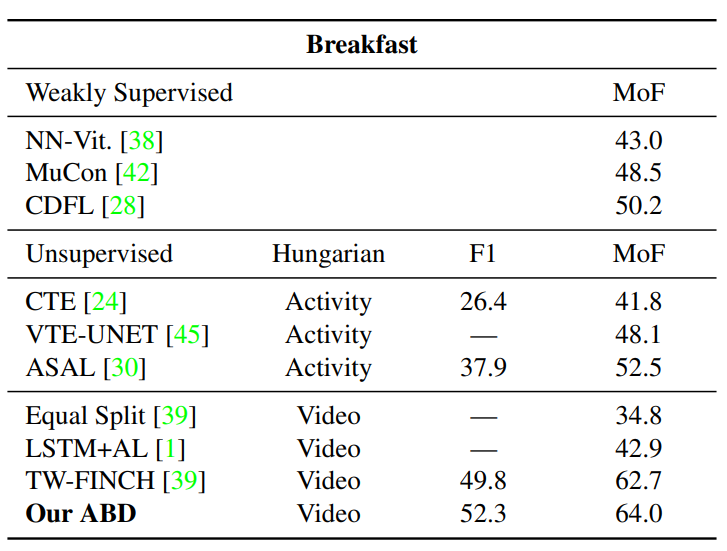 Breakfast
Weakly Supervised MoF
NN-Vit. [38] 43.0
MuCon [42] 48.5
CDFL [28] 50.2
Unsupervised Hungarian F1 MoF
CTE [24] Activity 26.4 41.8
VTE-UNET [45] Activity — 48.1
ASAL [30] Activity 37.9 52.5
Equal Split [39] Video — 34.8
LSTM+AL [1] Video — 42.9
TW-FINCH [39] Video 49.8 62.7
Our ABD Video 52.3 64.0